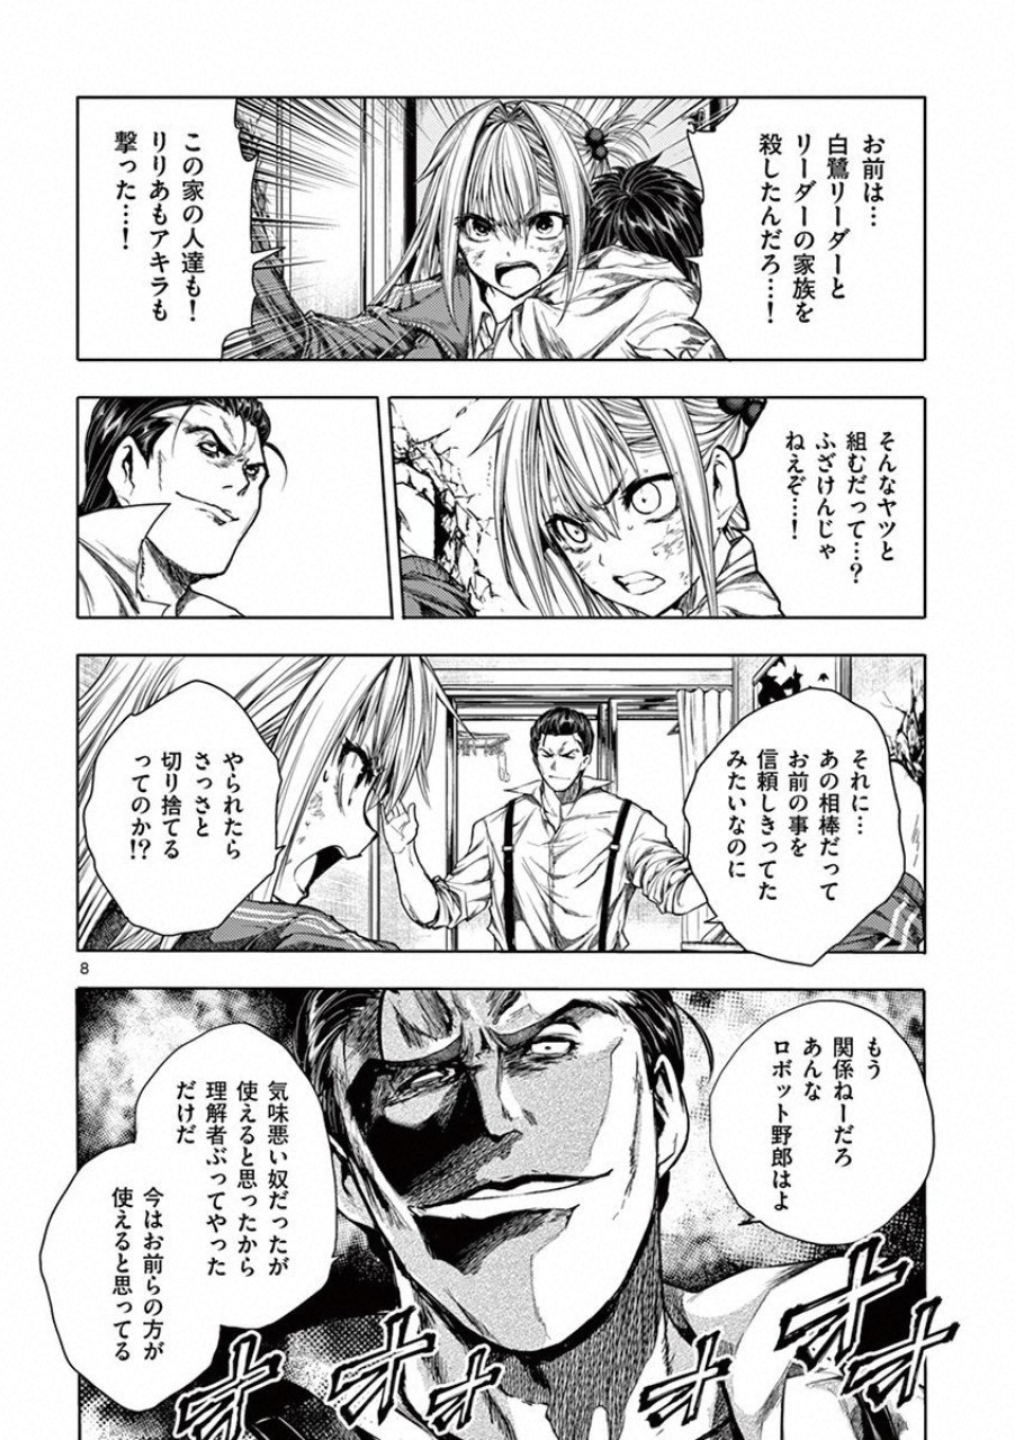 お前は…
白鷺リーダーと
リーダーの家族を
殺したんだろ…！
この家の人達も！
りりあもアキラも
撃った…！
そんなヤツと
組むだって…？
ふざけんじゃ
ねえぞ…！
それに…
あの相棒だって
お前の事を
信頼しきってた
みたいなのに
やられたら
さっさと
切り捨てる
ってのか!?
8
もう
関係ねーだろ
あんな
ロボット野郎はよ
気味悪い奴だったが
使えると思ったから
理解者ぶってやった
だけだ
今はお前らの方が
使えると思ってる
オオオオオオ